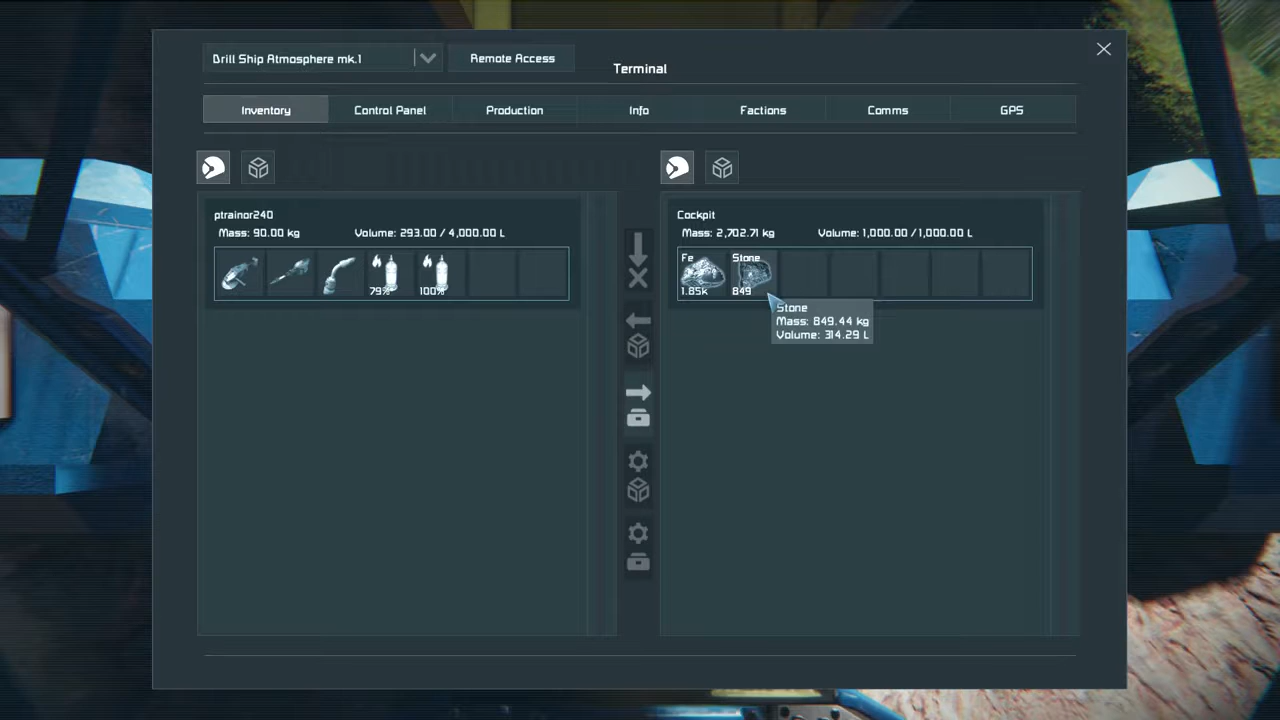 Drill Ship Atmosphere mk.1
Remote Access
Terminal
Inventory
Control Panel
Production
Info
Factions
Comms
GPS
ptrainor240
Mass: 90.00 kg
Volume: 293.00 / 4,000.00 L
79%
100%
Cockpit
Mass: 2,702.71 kg
Volume: 1,000.00 / 1,000.00 L
Fe
1.85k
Stone
849
Stone
Mass: 849.44 kg
Volume: 314.29 L